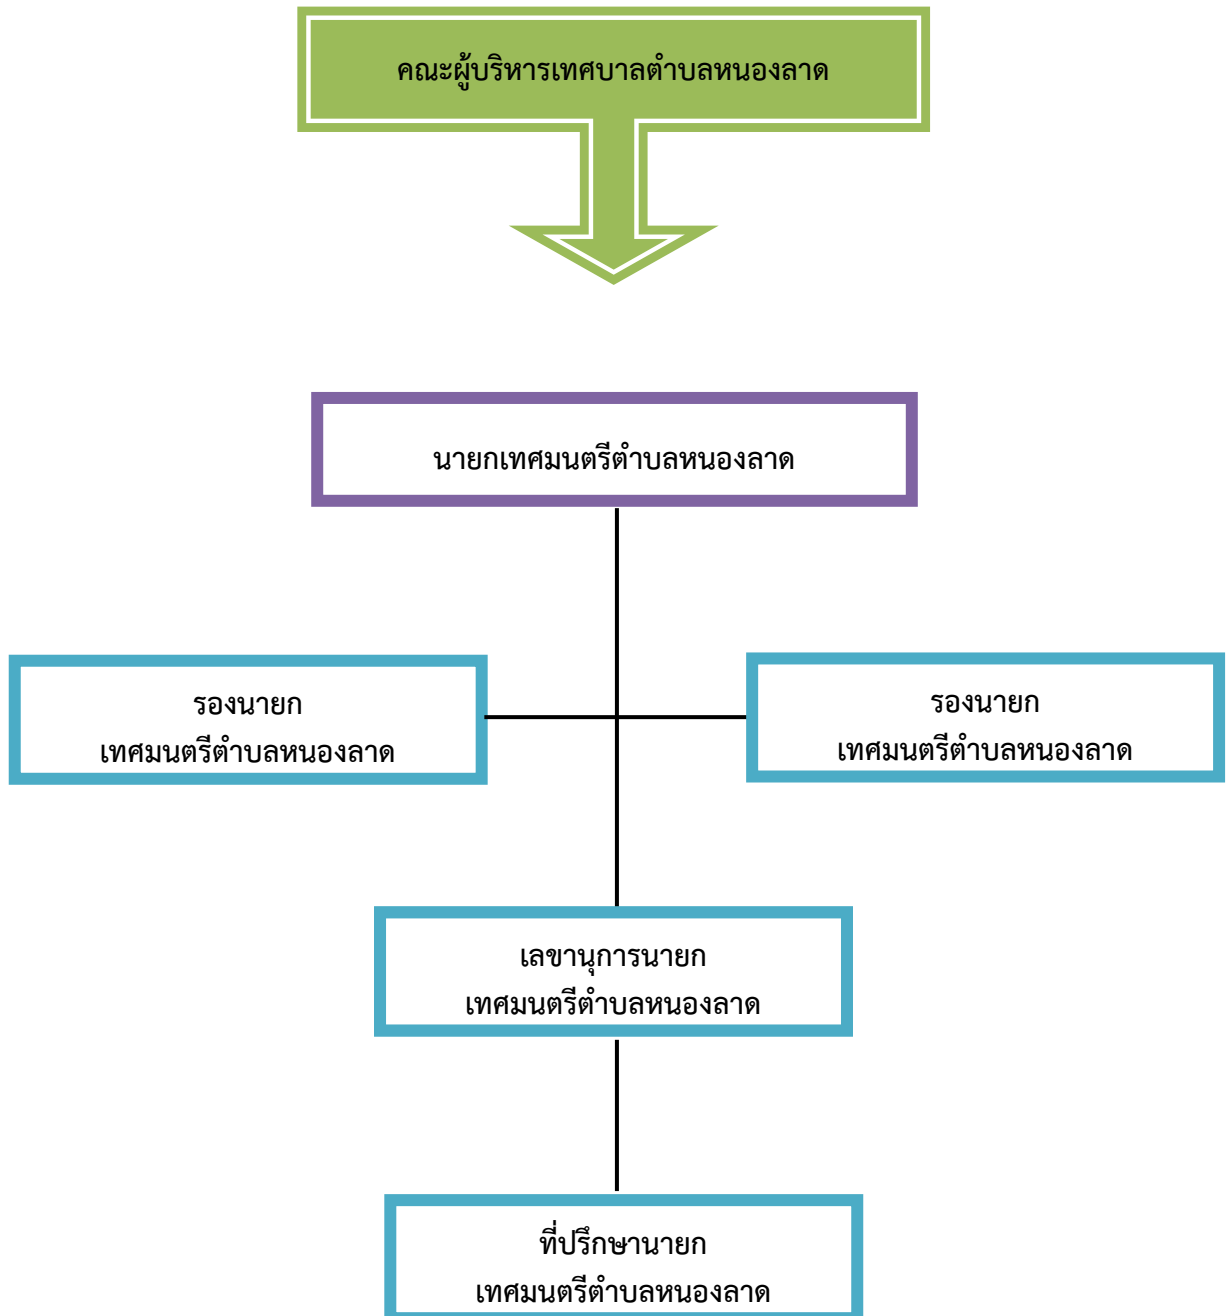 คณะผู้บริหารเทศบาลตำบลหนองลาด
นายกเทศมนตรีตำบลหนองลาด
รองนายก
เทศมนตรีตำบลหนองลาด
รองนายก
เทศมนตรีตำบลหนองลาด
เลขานุการนายก
เทศมนตรีตำบลหนองลาด
ที่ปรึกษานายก
เทศมนตรีตำบลหนองลาด